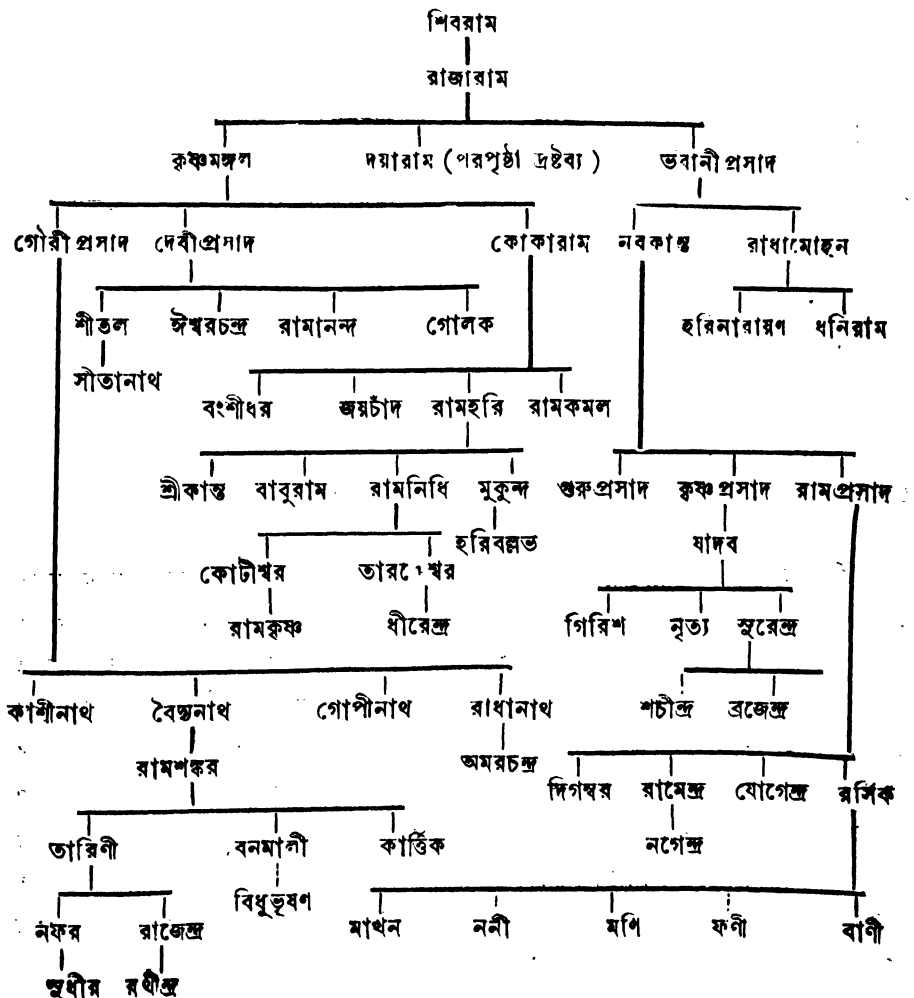 শিবরাম
রাজারাম
কৃষ্ণমঙ্গল দয়ারাম (পরপৃষ্ঠা দ্রষ্টব্য) ভবানীপ্রসাদ
গৌরীপ্রসাদ দেবীপ্রসাদ কোকারাম নবকান্ত রাধামোহন
শীতল ঈশ্বরচন্দ্র রামানন্দ গোলক হরিনারায়ণ ধনিরাম
সীতানাথ
বংশীধর জয়চাঁদ রামহরি রামকমল
শ্রীকান্ত বাবুরাম রামনিধি মুকুন্দ গুরুপ্রসাদ কৃষ্ণপ্রসাদ রামপ্রসাদ
হরিবল্লভ যাদব
কোটীশ্বর
রামকৃষ্ণ ধীরেন্দ্র গিরিশ নৃত্য সুরেন্দ্র
কাশীনাথ বৈদ্যনাথ গোপীনাথ রাধানাথ শচীন্দ্র ব্রজেন্দ্র
রামশঙ্কর অমরচন্দ্র
দিগম্বর রামেন্দ্র যোগেন্দ্র রসিক
তারিণী বনমালী কার্ত্তিক নগেন্দ্র
বিধুভূষণ
নফর রাজেন্দ্র মাখন ননী মণি ফণী বাণী
সুধীর রথীন্দ্র